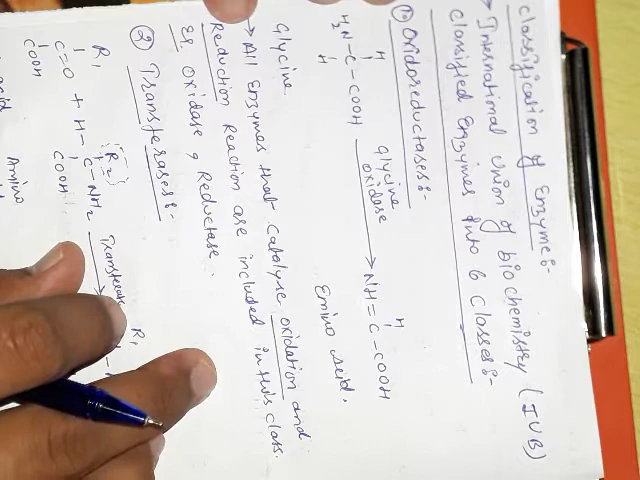 classification of Enzymes:-
→ International union of biochemistry (IUB)
classified Enzymes into 6 classes:-
① Oxidoreductases:-
H H
H₂N-C-COOH Glycine oxidase → NH=C-COOH
H
Glycine Emino acid.
→ All Enzymes that catalyse oxidation and
Reduction Reaction are included in this class.
Ex Oxidase, Reductase.
② Transferases:-
R₁ (R₂) R₁
C=O + H-C-NH₂ Transferase
COOH COOH
Amino